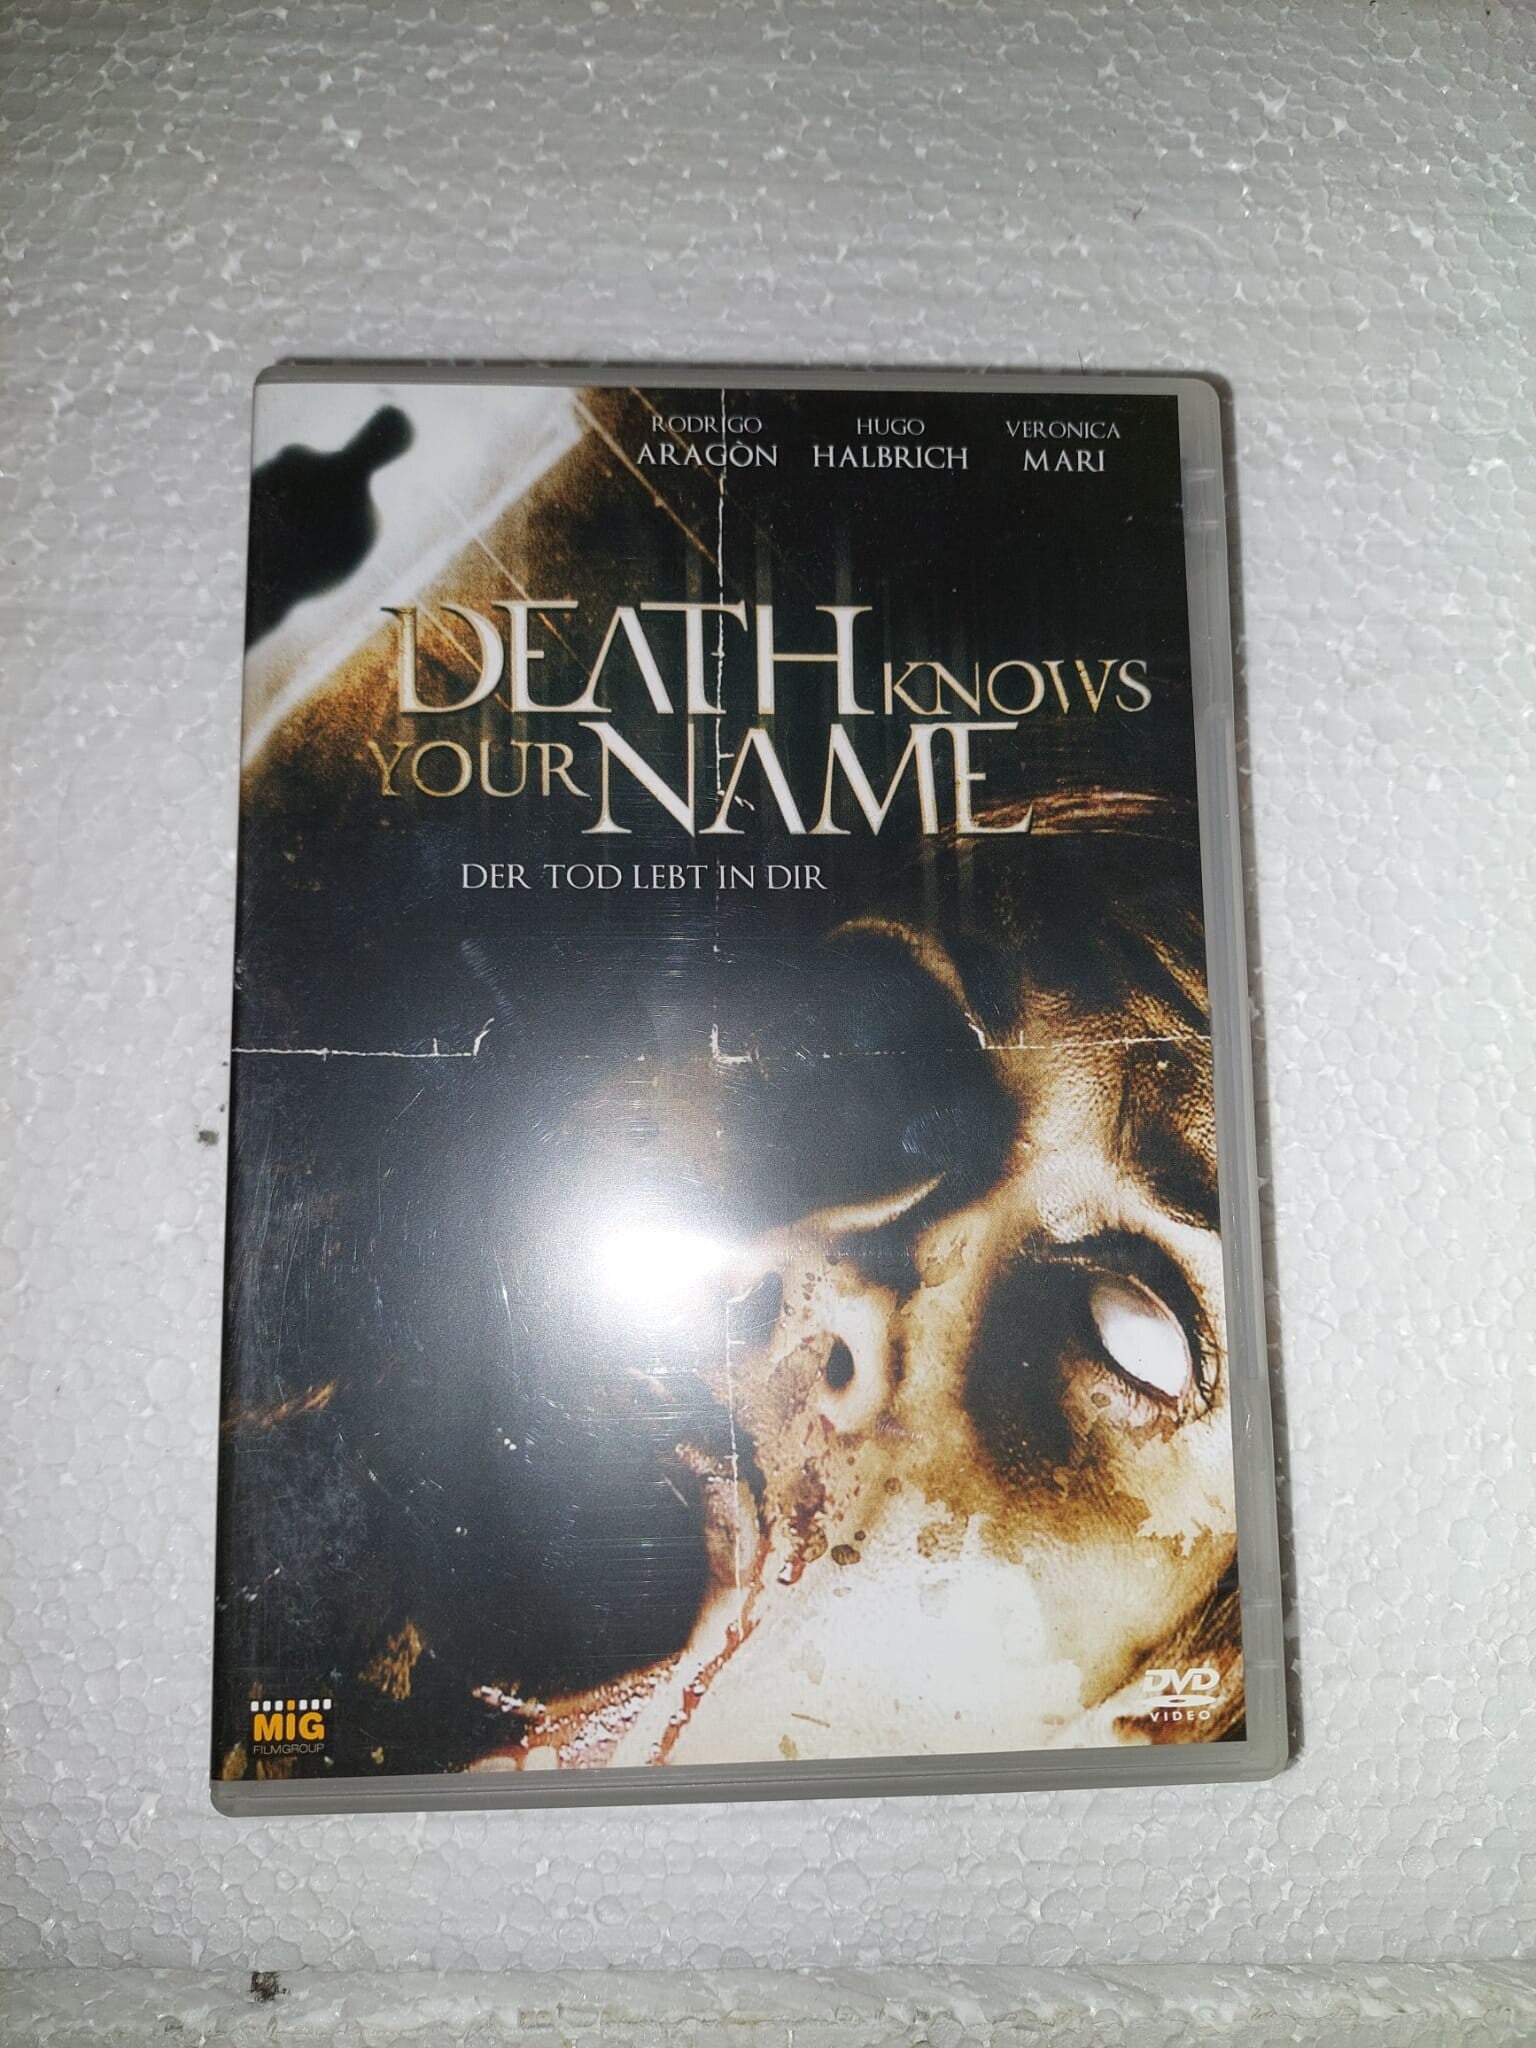 RODRIGO HUGO VERONICA
ARAGÒN HALBRICH MARI
DEATH KNOWS
YOUR NAME
DER TOD LEBT IN DIR
MIG
FILMGROUP
DVD
VIDEO